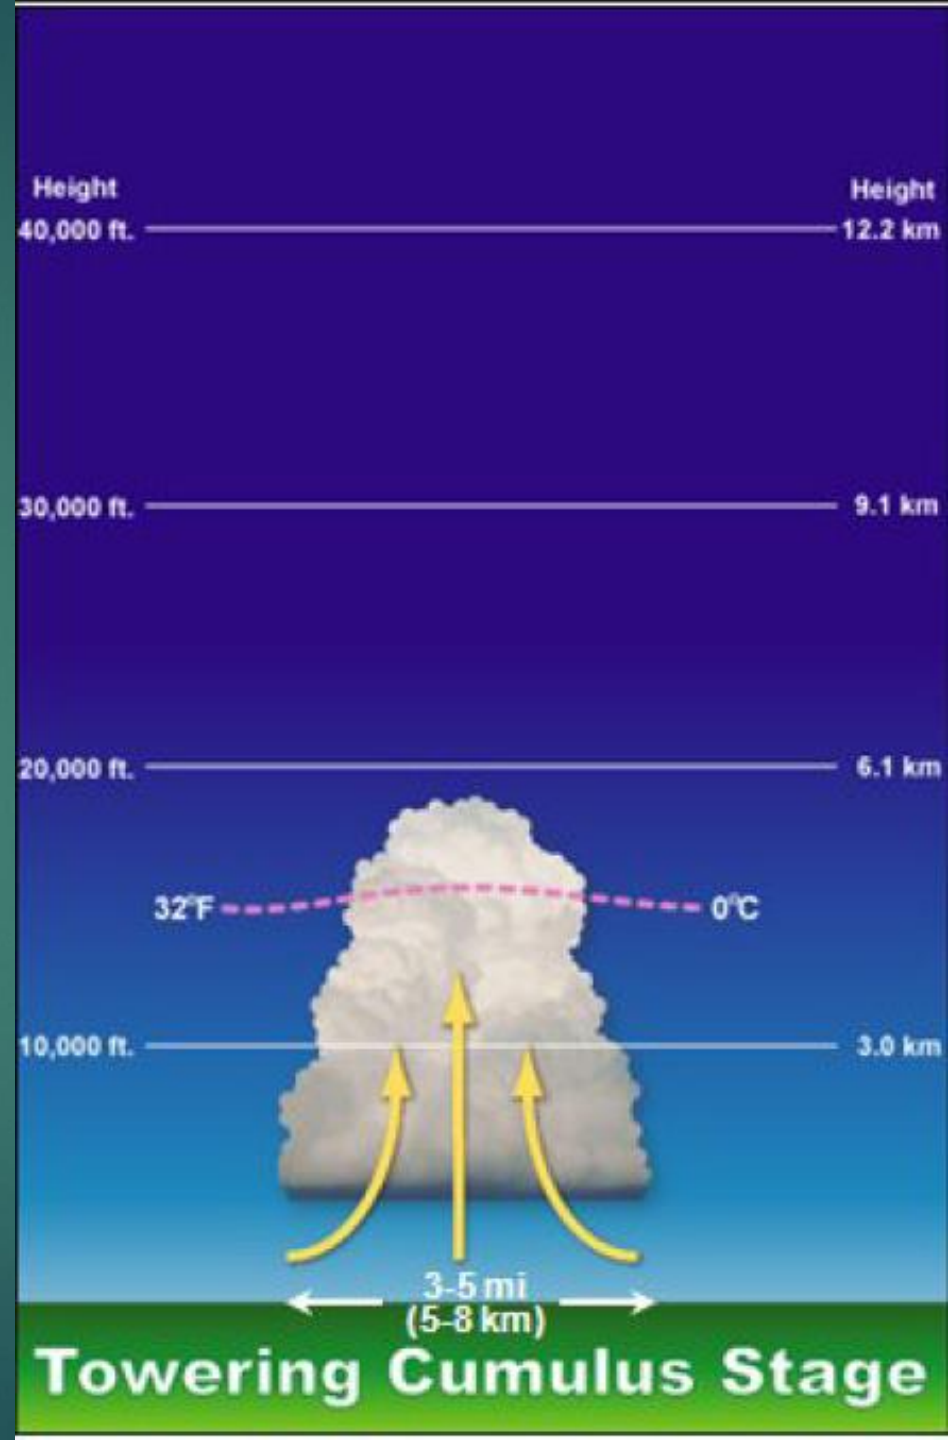 Height Height
40,000 ft. 12.2 km
30,000 ft. 9.1 km
20,000 ft. 6.1 km
32°F 0°C
10,000 ft. 3.0 km
3-5 mi
(5-8 km)
Towering Cumulus Stage